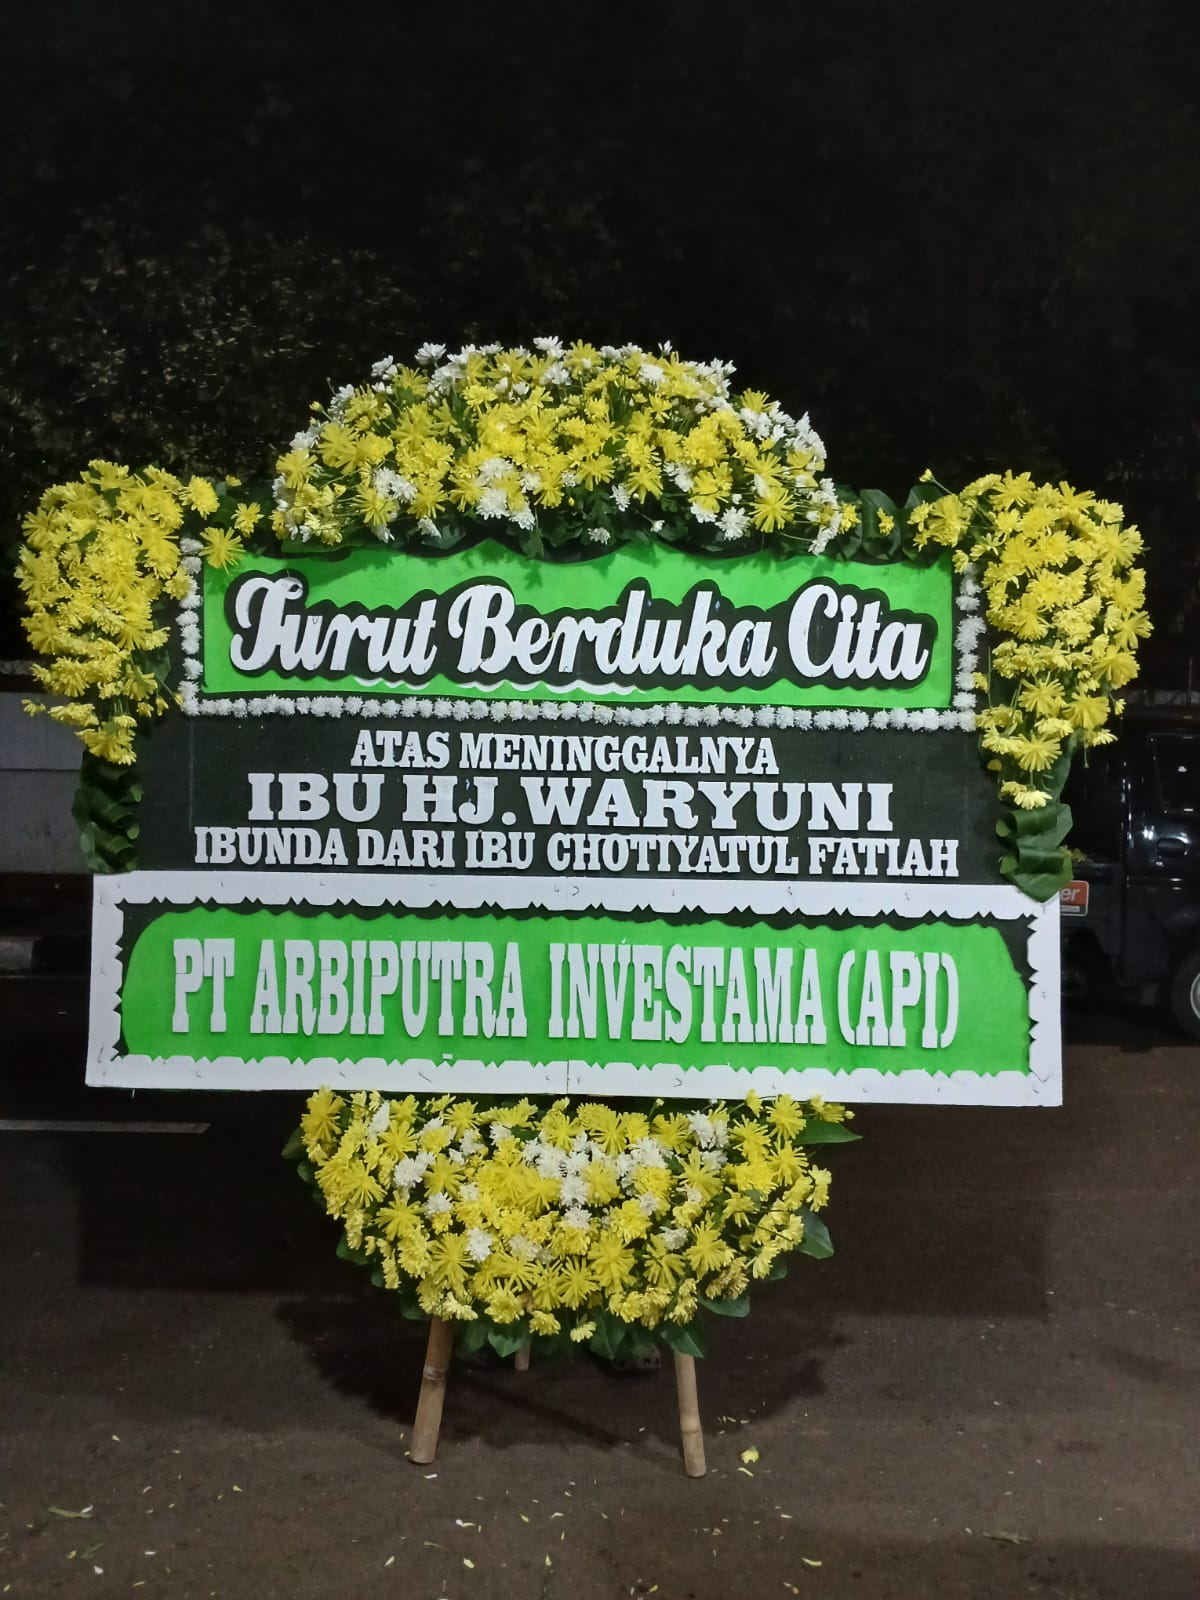 Turut Berduka Cita
ATAS MENINGGALNYA
IBU HJ.WARYUNI
IBUNDA DARI IBU CHOTIYATUL FATIAH
PT ARBIPUTRA INVESTAMA (API)